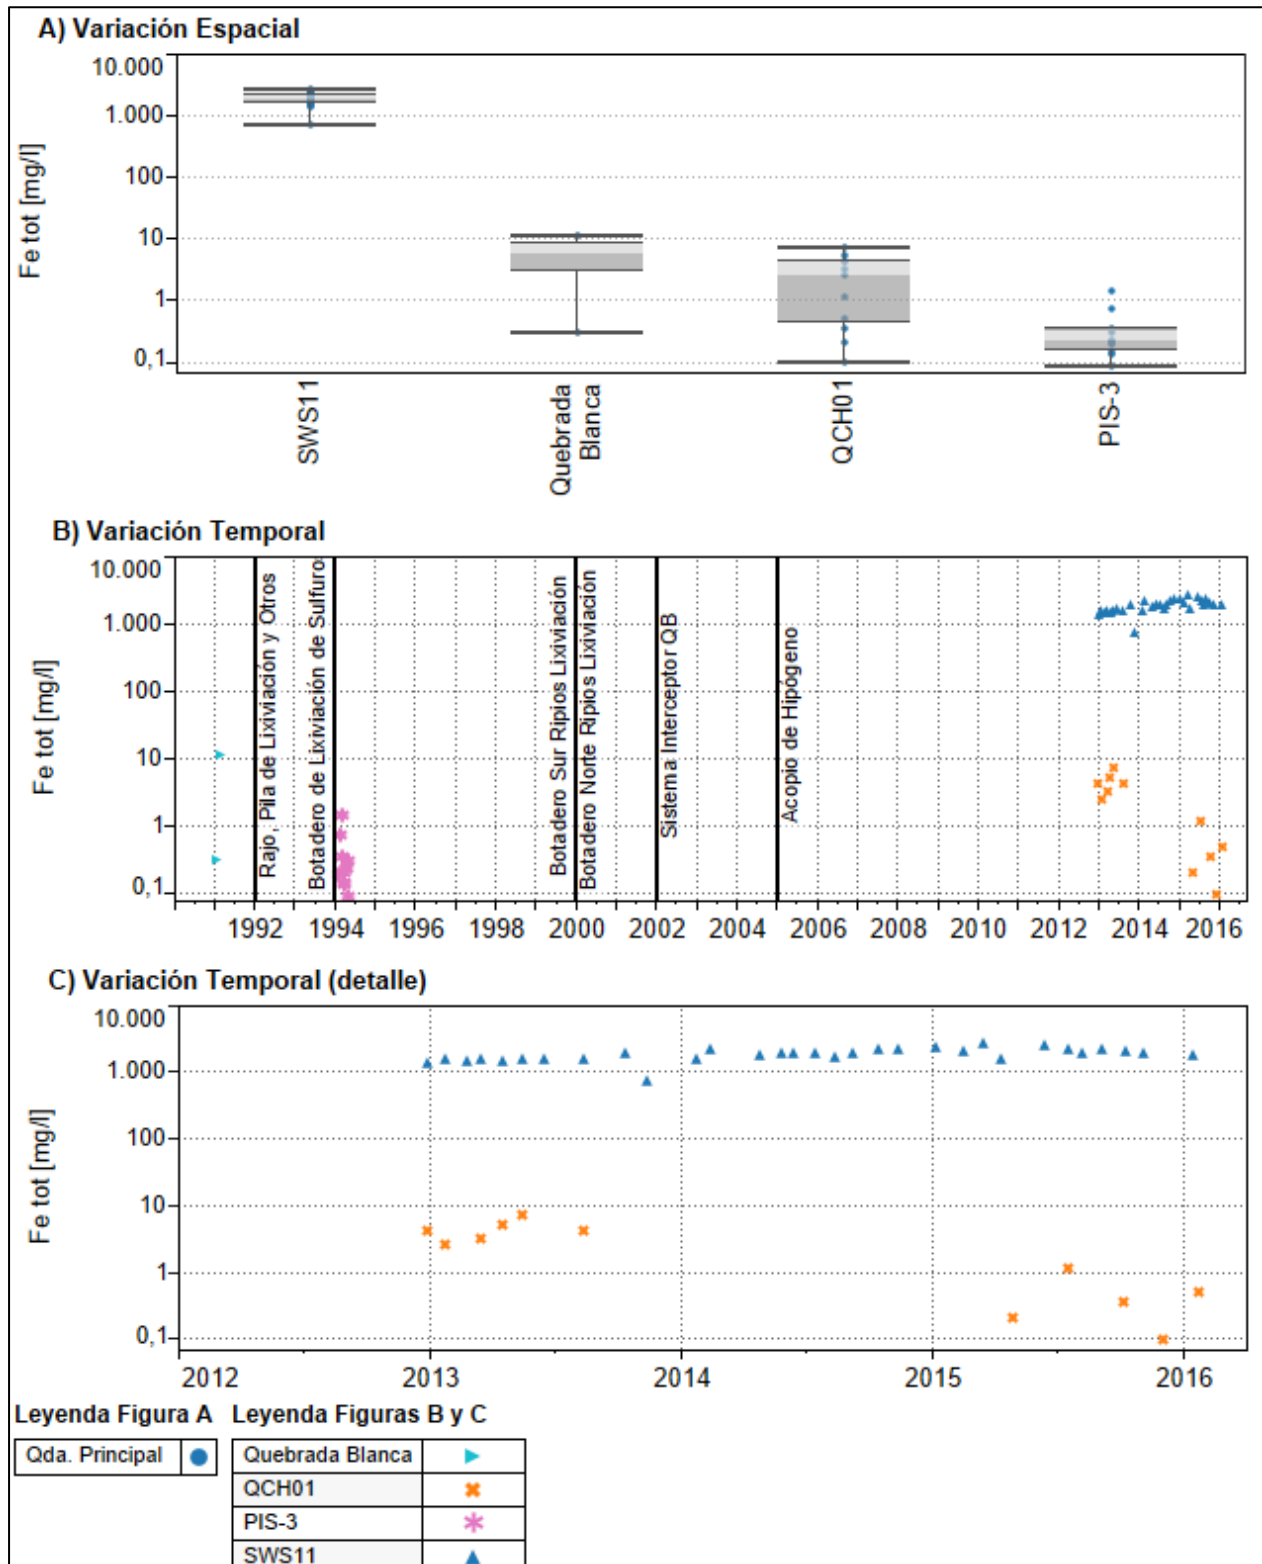 A) Variación Espacial
10.000
1.000
100
10
1
0,1
Fe tot [mg/l]
SWS11
Quebrada
Blanca
QCH01
PIS-3
B) Variación Temporal
10.000
1.000
100
10
1
0,1
Fe tot [mg/l]
Rajo, Pila de Lixiviación y Otros
Botadero de Lixiviación de Sulfuro
Botadero Sur Ripios Lixiviación
Botadero Norte Ripios Lixiviación
Sistema Interceptor QB
Acopio de Hipógeno
1992 1994 1996 1998 2000 2002 2004 2006 2008 2010 2012 2014 2016
C) Variación Temporal (detalle)
10.000
1.000
100
10
1
0,1
Fe tot [mg/l]
2012 2013 2014 2015 2016
Leyenda Figura A Leyenda Figuras B y C
Qda. Principal
Quebrada Blanca
QCH01
PIS-3
SWS11